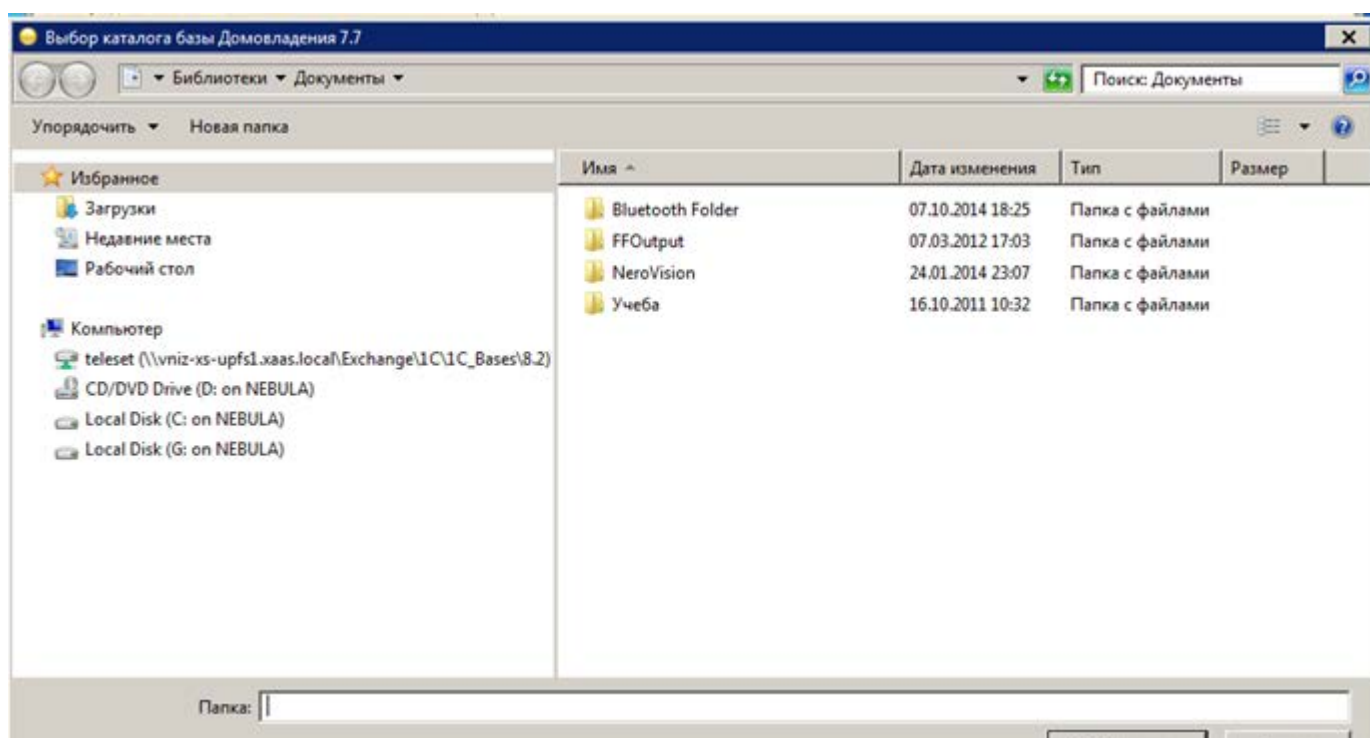 Выбор каталога базы Домовладения 7.7
Библиотеки Документы Поиск: Документы
Упорядочить Новая папка
Избранное
Загрузки
Недавние места
Рабочий стол
Компьютер
teleset (\\vniz-xs-upfs1.xaas.local\Exchange\1C\1C_Bases\8.2)
CD/DVD Drive (D: on NEBULA)
Local Disk (C: on NEBULA)
Local Disk (G: on NEBULA)
Имя Дата изменения Тип Размер
Bluetooth Folder 07.10.2014 18:25 Папка с файлами
FFOutput 07.03.2012 17:03 Папка с файлами
NeroVision 24.01.2014 23:07 Папка с файлами
Учеба 16.10.2011 10:32 Папка с файлами
Папка: